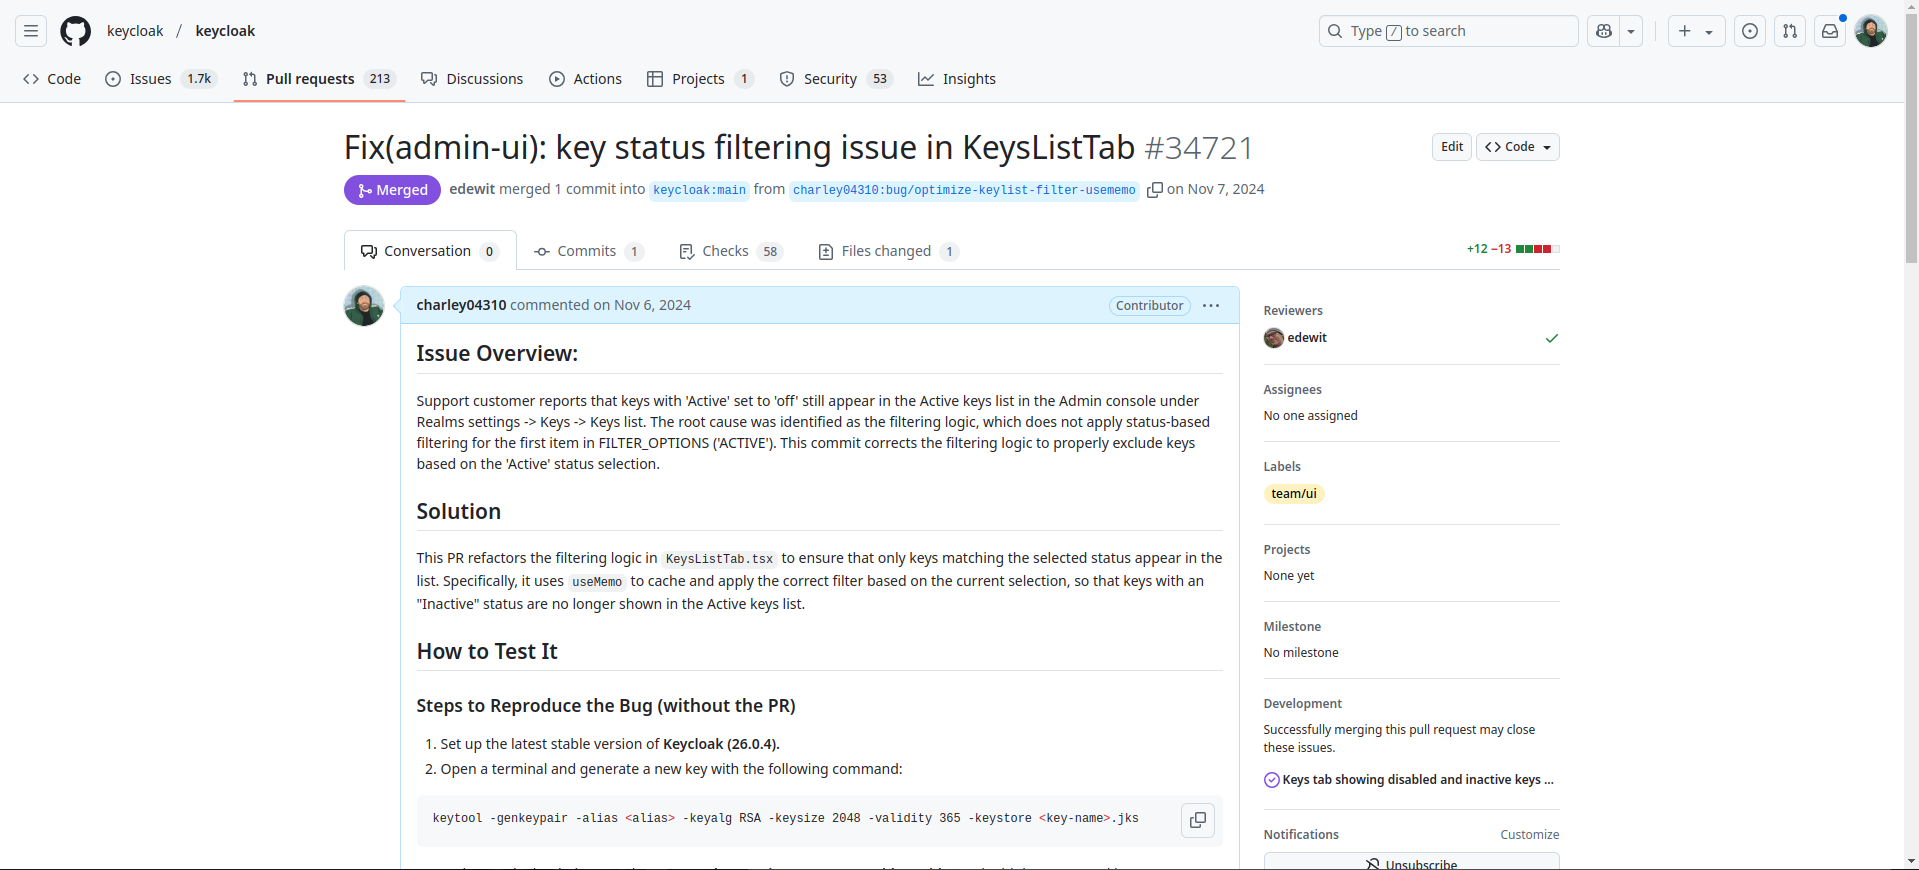 keycloak / keycloak
Type / to search
Code
Issues 1.7k
Pull requests 213
Discussions
Actions
Projects 1
Security 53
Insights
Fix(admin-ui): key status filtering issue in KeysListTab #34721
Edit
Code
Merged edewit merged 1 commit into keycloak:main from charley04310:bug/optimize-keylist-filter-usememo on Nov 7, 2024
Conversation 0
Commits 1
Checks 58
Files changed 1
+12 −13
charley04310 commented on Nov 6, 2024
Contributor
Issue Overview:
Support customer reports that keys with 'Active' set to 'off' still appear in the Active keys list in the Admin console under
Realms settings -> Keys -> Keys list. The root cause was identified as the filtering logic, which does not apply status-based
filtering for the first item in FILTER_OPTIONS ('ACTIVE'). This commit corrects the filtering logic to properly exclude keys
based on the 'Active' status selection.
Solution
This PR refactors the filtering logic in KeysListTab.tsx to ensure that only keys matching the selected status appear in the
list. Specifically, it uses useMemo to cache and apply the correct filter based on the current selection, so that keys with an
"Inactive" status are no longer shown in the Active keys list.
How to Test It
Steps to Reproduce the Bug (without the PR)
1. Set up the latest stable version of Keycloak (26.0.4).
2. Open a terminal and generate a new key with the following command:
keytool -genkeypair -alias <alias> -keyalg RSA -keysize 2048 -validity 365 -keystore <key-name>.jks
Reviewers
edewit
Assignees
No one assigned
Labels
team/ui
Projects
None yet
Milestone
No milestone
Development
Successfully merging this pull request may close
these issues.
Keys tab showing disabled and inactive keys ...
Notifications
Customize
Unsubscribe